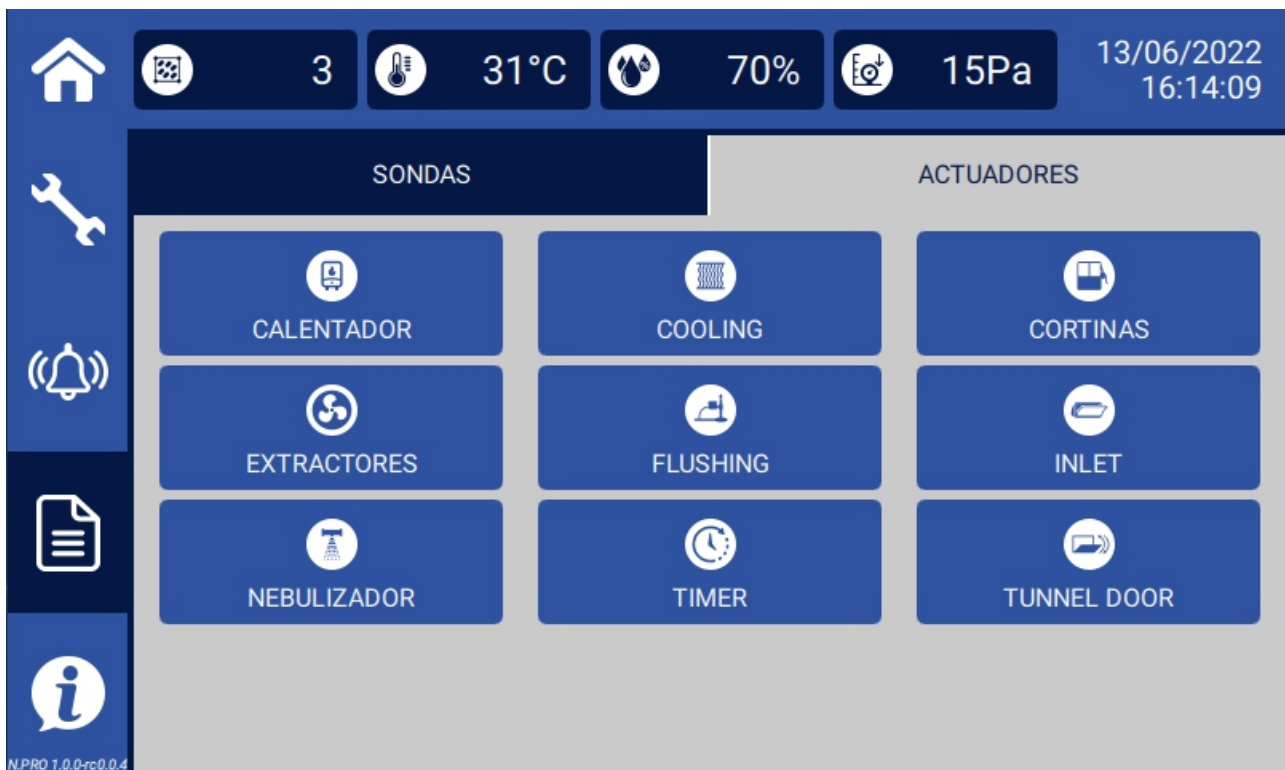 3
31°C
70%
15Pa
13/06/2022
16:14:09
SONDAS
ACTUADORES
CALENTADOR
COOLING
CORTINAS
EXTRACTORES
FLUSHING
INLET
NEBULIZADOR
TIMER
TUNNEL DOOR
N.PRO 1.0.0-rc0.0.4